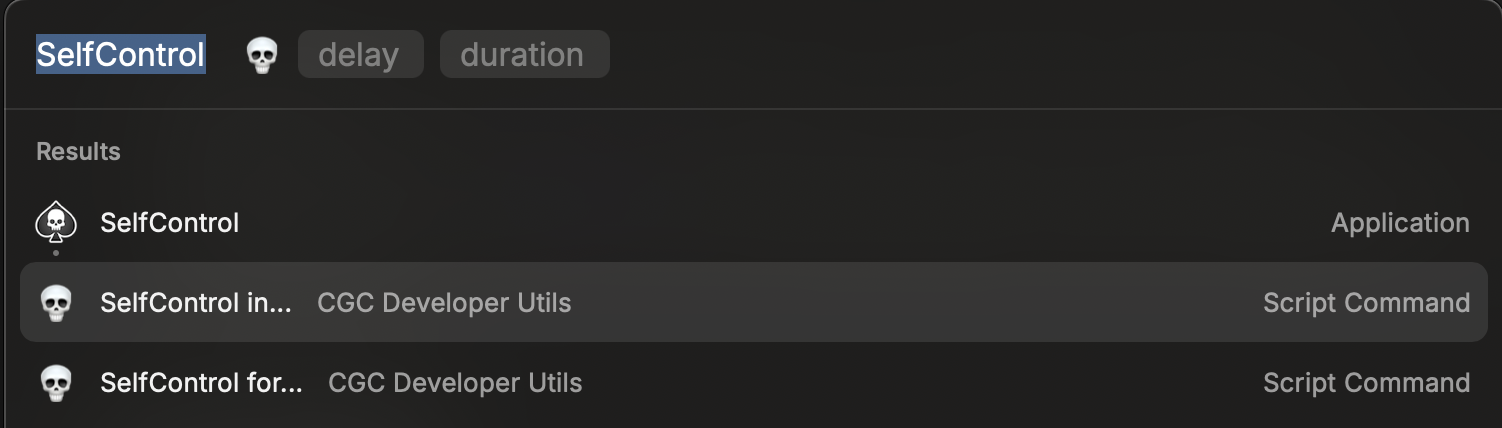 SelfControl 💀 delay duration
Results
SelfControl Application
SelfControl in... CGC Developer Utils Script Command
SelfControl for... CGC Developer Utils Script Command